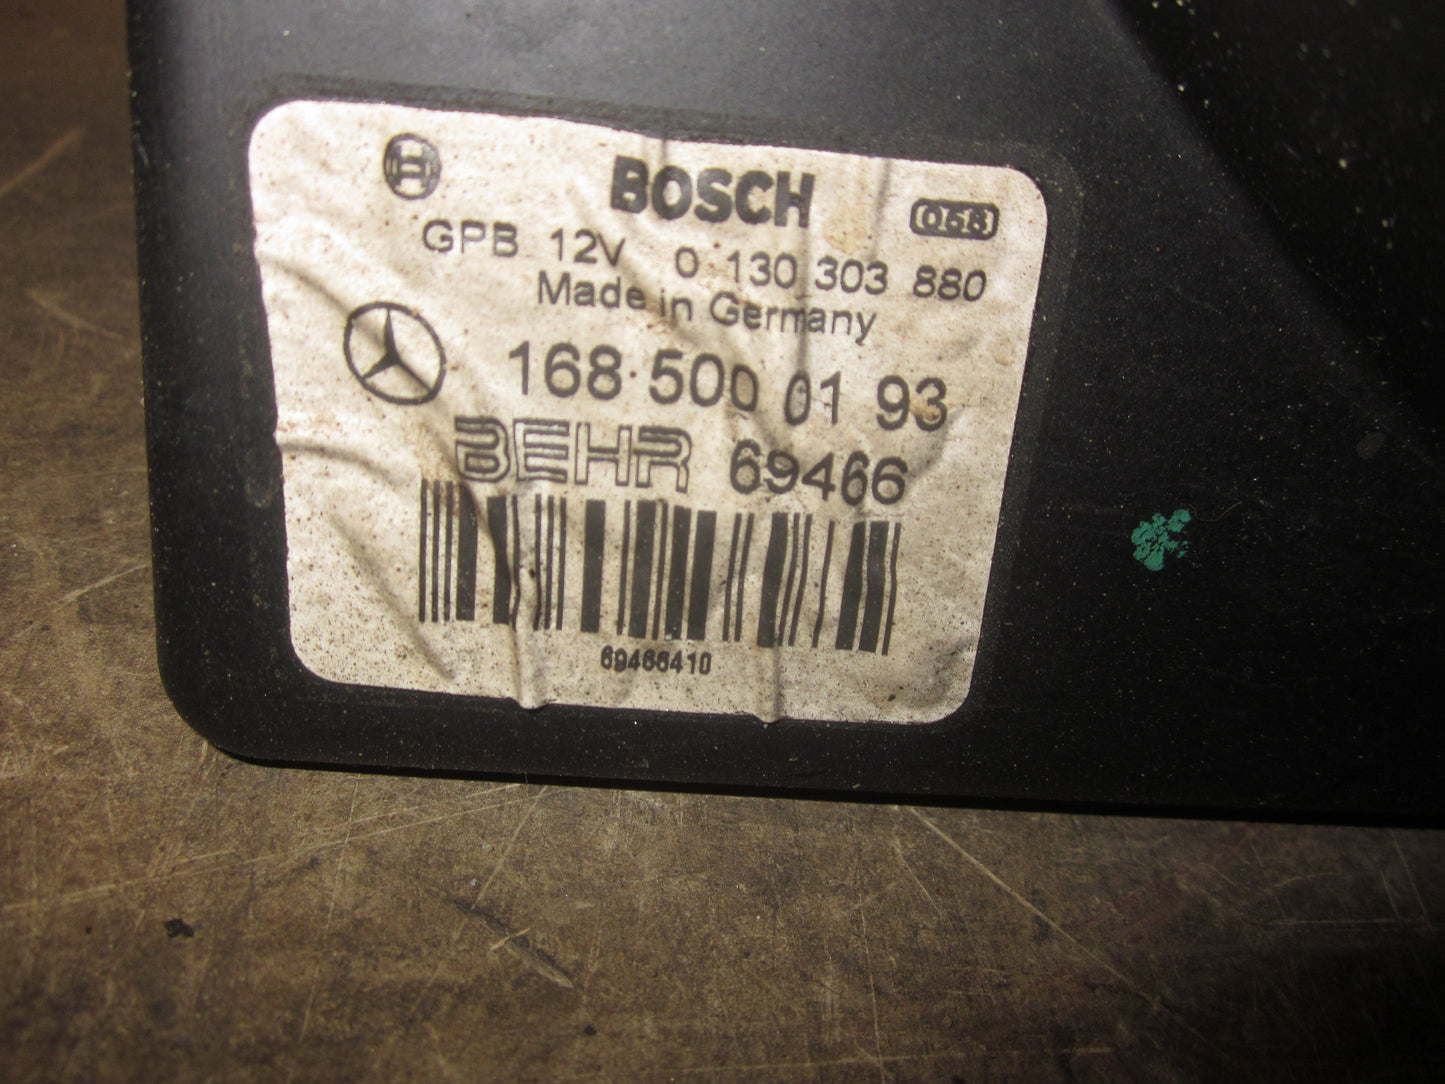 BOSCH
068
GPB 12V 0 130 303 880
Made in Germany
168 500 01 93
BEHR 69466
69466410